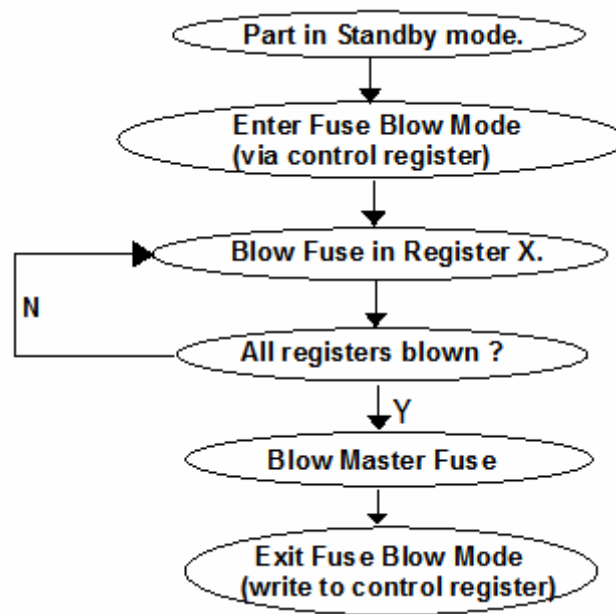 Part in Standby mode.
Enter Fuse Blow Mode
(via control register)
Blow Fuse in Register X.
N
All registers blown ?
Y
Blow Master Fuse
Exit Fuse Blow Mode
(write to control register)